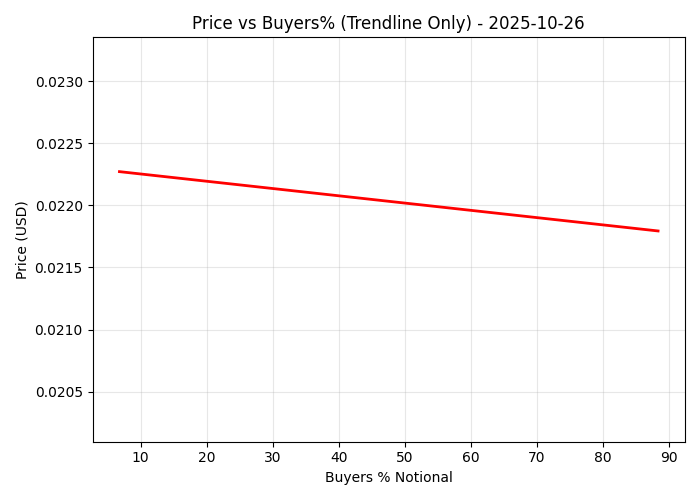 Price vs Buyers% (Trendline Only) - 2025-10-26
0.0230
0.0225
0.0220
0.0215
0.0210
0.0205
Price (USD)
10 20 30 40 50 60 70 80 90
Buyers % Notional